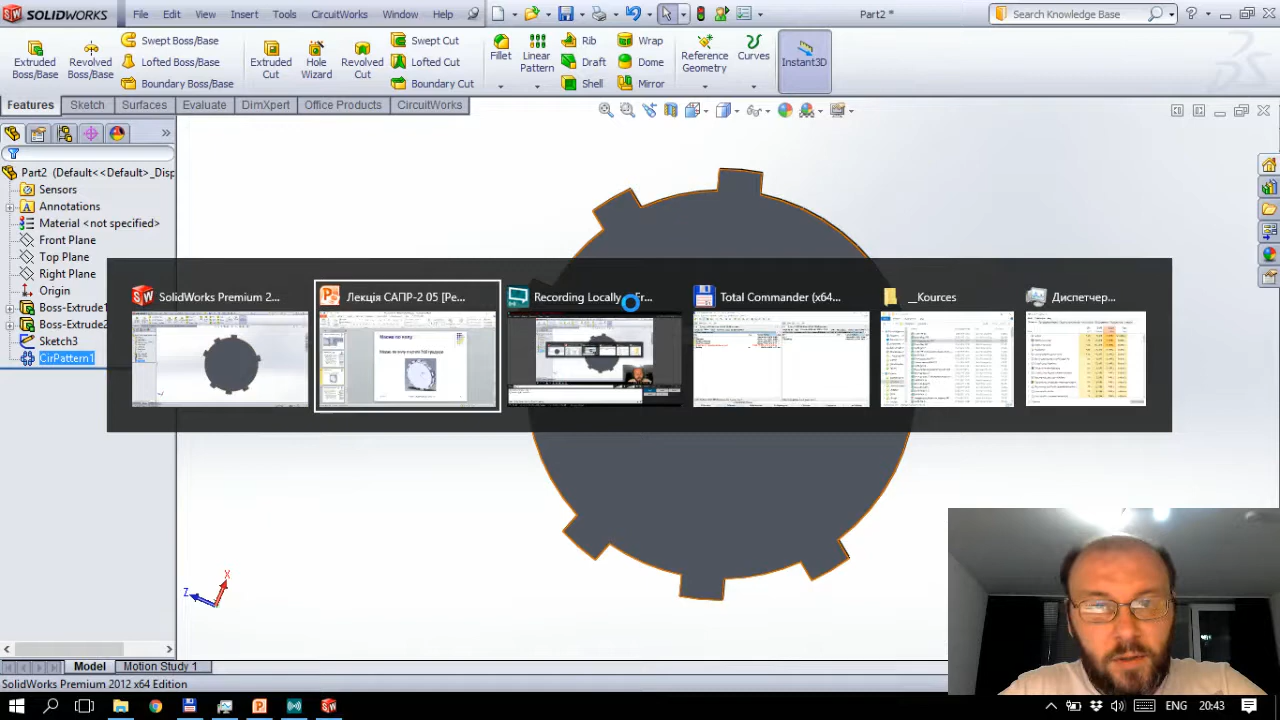 SOLIDWORKS File Edit View Insert Tools CircuitWorks Window Help Part2 * Search Knowledge Base
Extruded Boss/Base
Revolved Boss/Base
Swept Boss/Base
Lofted Boss/Base
Boundary Boss/Base
Extruded Cut
Hole Wizard
Revolved Cut
Swept Cut
Lofted Cut
Boundary Cut
Fillet
Linear Pattern
Rib
Draft
Shell
Wrap
Dome
Mirror
Reference Geometry
Curves
Instant3D
Features Sketch Surfaces Evaluate DimXpert Office Products CircuitWorks
Part2 (Default<<Default>_Disp
Sensors
Annotations
Material <not specified>
Front Plane
Top Plane
Right Plane
Origin
Boss-Extrude1
Boss-Extrude
Sketch3
CirPattern1
SolidWorks Premium 2...
Лекція САПР-2 05 [Ре...
Recording Locally
Total Commander (x64...
__Kources
Диспетчер...
X
Z
Model Motion Study 1
SolidWorks Premium 2012 x64 Edition
ENG 20:43